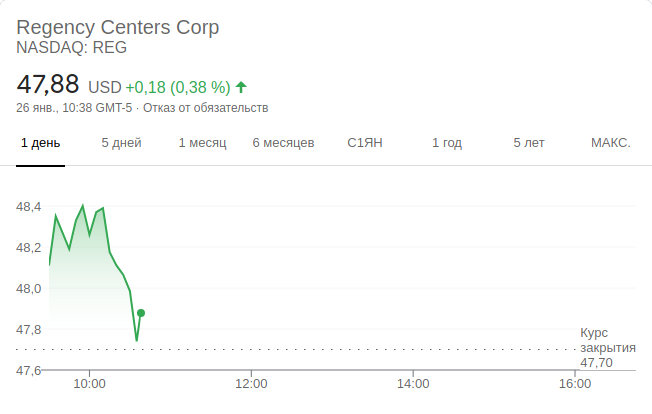 Regency Centers Corp
NASDAQ: REG
47,88 USD +0,18 (0,38 %)
26 янв., 10:38 GMT-5 · Отказ от обязательств
1 день 5 дней 1 месяц 6 месяцев С1ЯН 1 год 5 лет МАКС.
48,4
48,2
48,0
47,8
47,6
Курс
закрытия
47,70
10:00 12:00 14:00 16:00